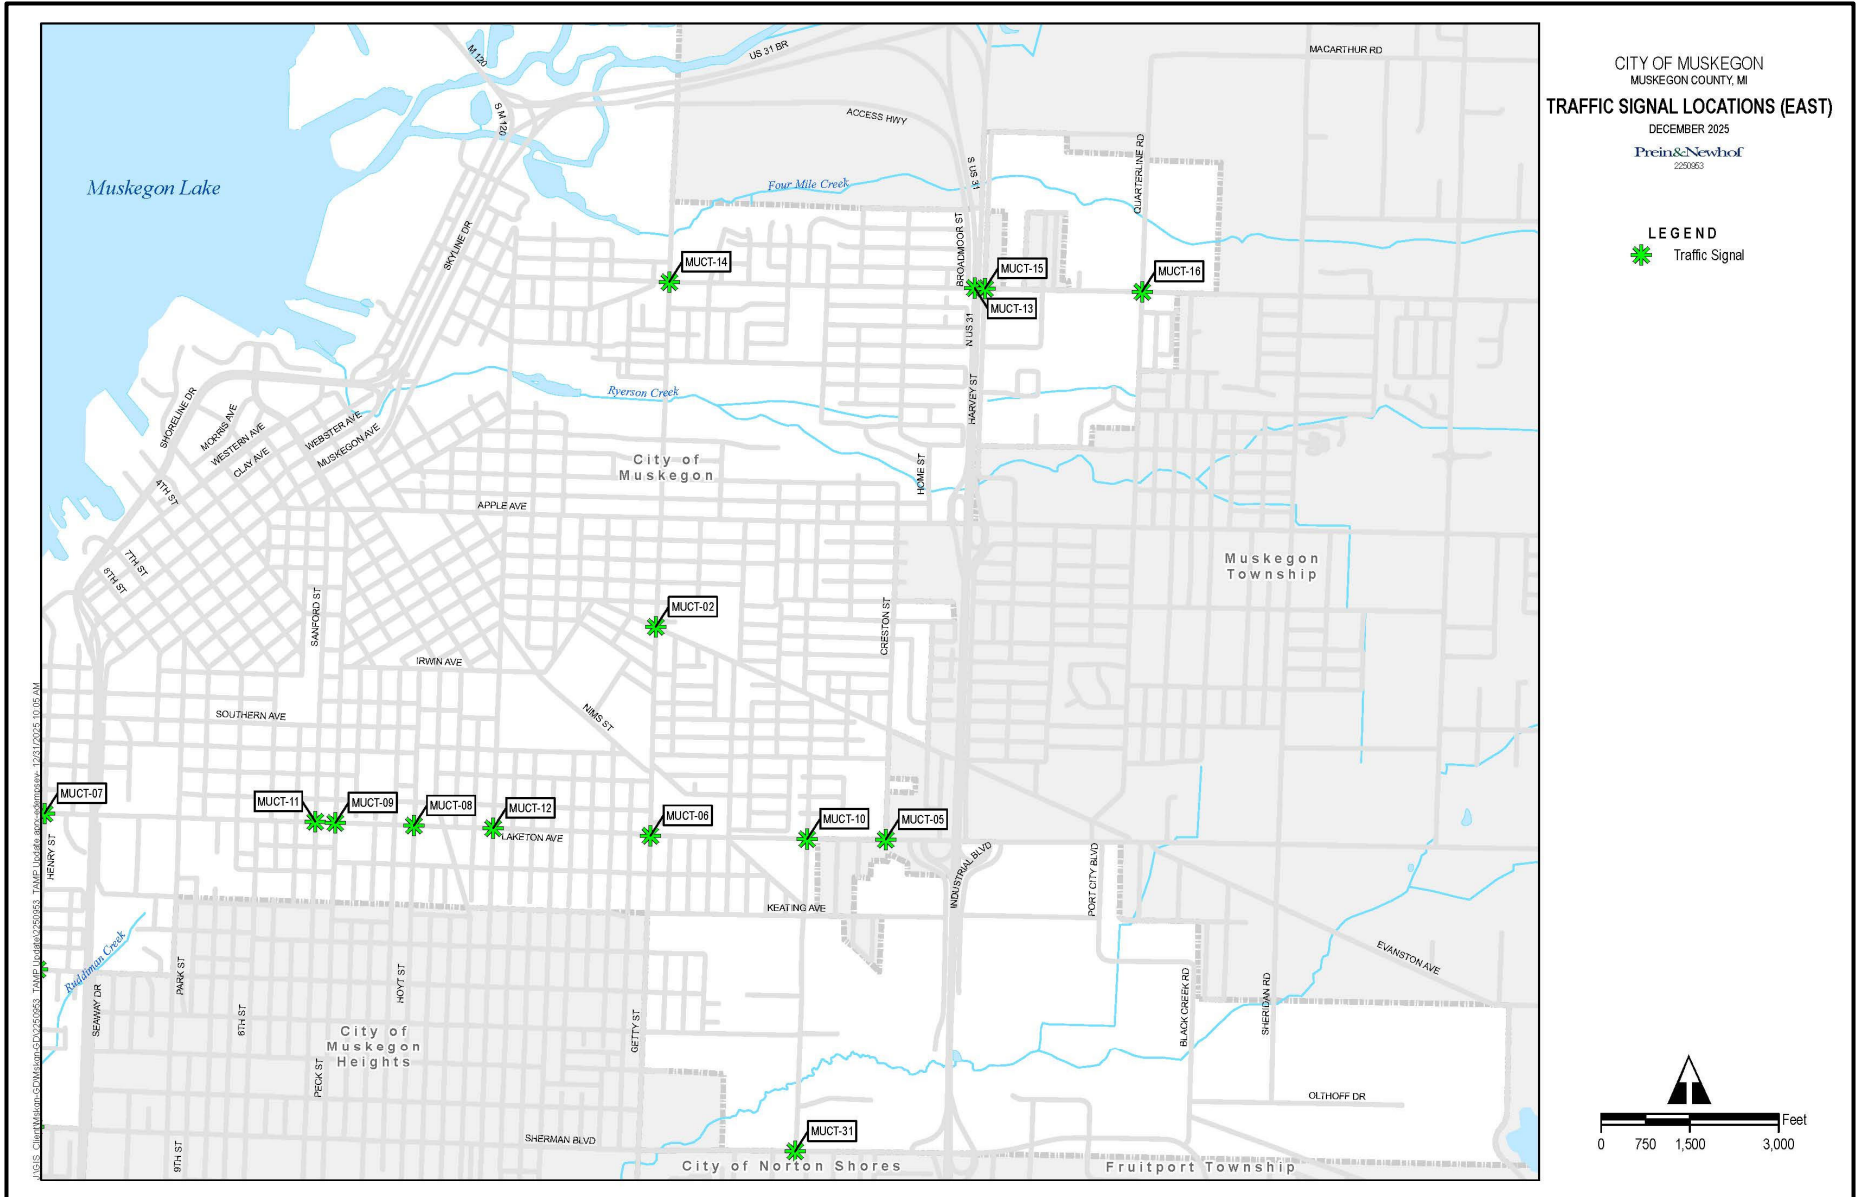 CITY OF MUSKEGON
MUSKEGON COUNTY, MI
TRAFFIC SIGNAL LOCATIONS (EAST)
DECEMBER 2025
Prein&Newhof
2250953
LEGEND
Traffic Signal
M 120
US 31 BR
MACARTHUR RD
S M 120
ACCESS HWY
Muskegon Lake
Four Mile Creek
S US 31
QUARTERLINE RD
SKYLINE DR
BROADMOOR ST
MUCT-14
MUCT-15
MUCT-16
MUCT-13
N US 31
HARVEY ST
Ryerson Creek
SHORELINE DR
MORRIS AVE
WESTERN AVE
CLAY AVE
WEBSTER AVE
MUSKEGON AVE
City of
Muskegon
HOME ST
4TH ST
APPLE AVE
7TH ST
8TH ST
Muskegon
Township
SANFORD ST
MUCT-02
CRESTON ST
IRWIN AVE
SOUTHERN AVE
NIMS ST
MUCT-07
MUCT-11
MUCT-09
MUCT-08
MUCT-12
MUCT-06
MUCT-10
MUCT-05
LAKETON AVE
HENRY ST
INDUSTRIAL BLVD
PORT CITY BLVD
KEATING AVE
Ruddiman Creek
EVANSTON AVE
PARK ST
HOYT ST
SEAWAY DR
6TH ST
GETTY ST
BLACK CREEK RD
SHERIDAN RD
City of
Muskegon
Heights
PECK ST
OLTHOFF DR
MUCT-31
SHERMAN BLVD
9TH ST
City of Norton Shores
Fruitport Township
Feet
0 750 1,500 3,000